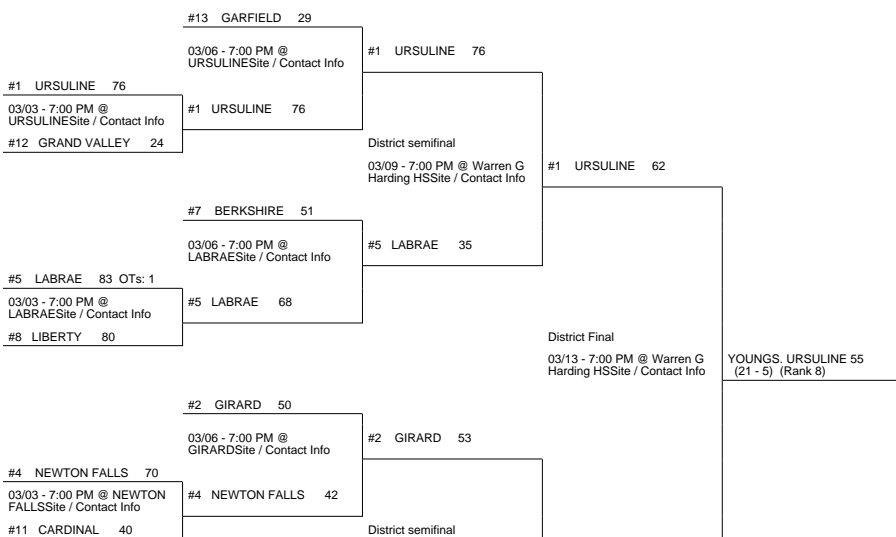 #13 GARFIELD 29
03/06 - 7:00 PM @
URSULINESite / Contact Info
#1 URSULINE 76
#1 URSULINE 76
03/03 - 7:00 PM @
URSULINESite / Contact Info
#1 URSULINE 76
#12 GRAND VALLEY 24
District semifinal
03/09 - 7:00 PM @ Warren G
Harding HSSite / Contact Info
#1 URSULINE 62
#7 BERKSHIRE 51
03/06 - 7:00 PM @
LABRAESite / Contact Info
#5 LABRAE 35
#5 LABRAE 83 OTs: 1
03/03 - 7:00 PM @
LABRAESite / Contact Info
#5 LABRAE 68
#8 LIBERTY 80
District Final
03/13 - 7:00 PM @ Warren G
Harding HSSite / Contact Info
YOUNGS. URSULINE 55
(21 - 5) (Rank 8)
#2 GIRARD 50
03/06 - 7:00 PM @
GIRARDSite / Contact Info
#2 GIRARD 53
#4 NEWTON FALLS 70
03/03 - 7:00 PM @ NEWTON
FALLSSite / Contact Info
#4 NEWTON FALLS 42
#11 CARDINAL 40
District semifinal